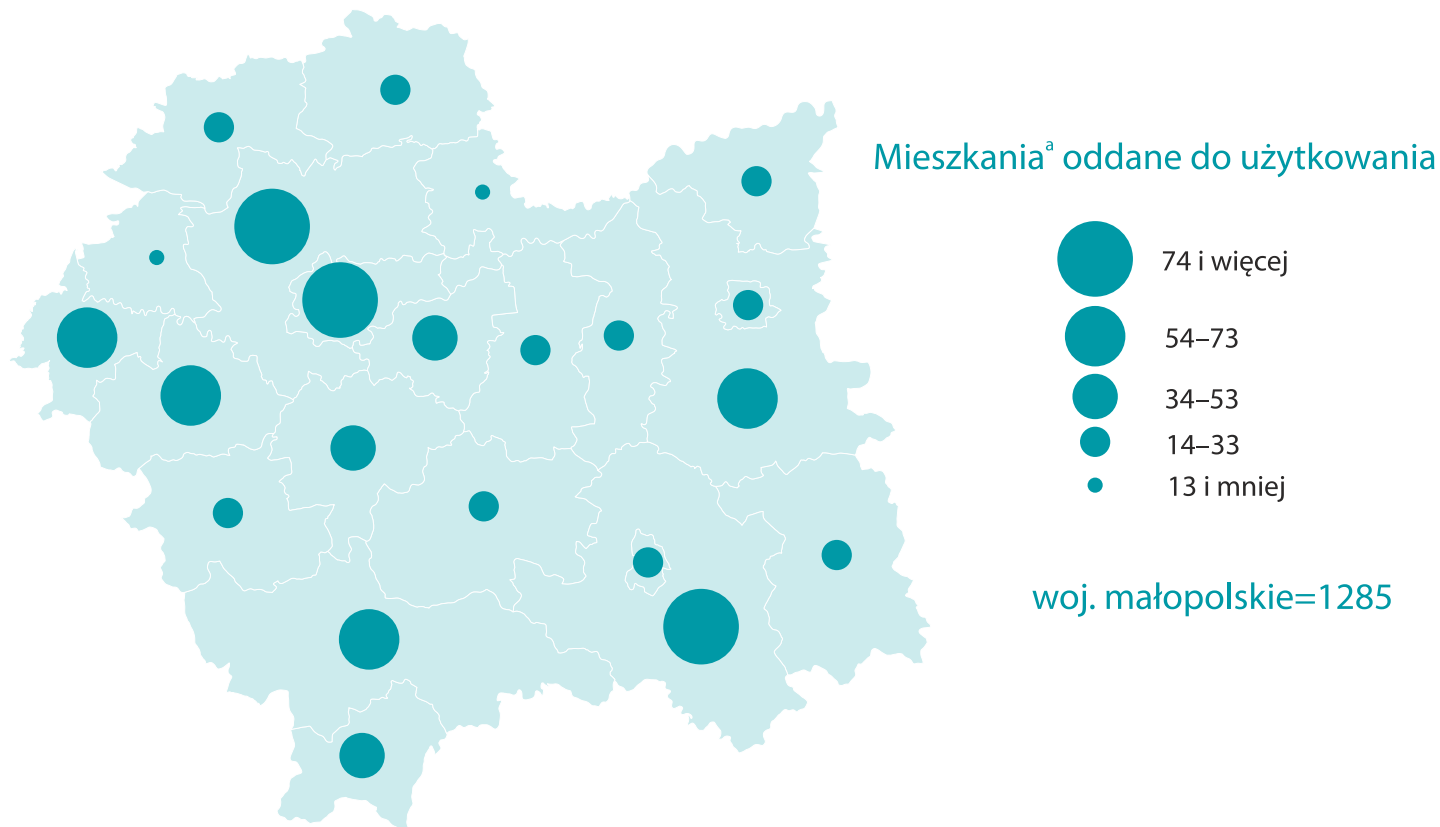 Mieszkaniaᵃ oddane do użytkowania
74 i więcej
54–73
34–53
14–33
13 i mniej
woj. małopolskie=1285